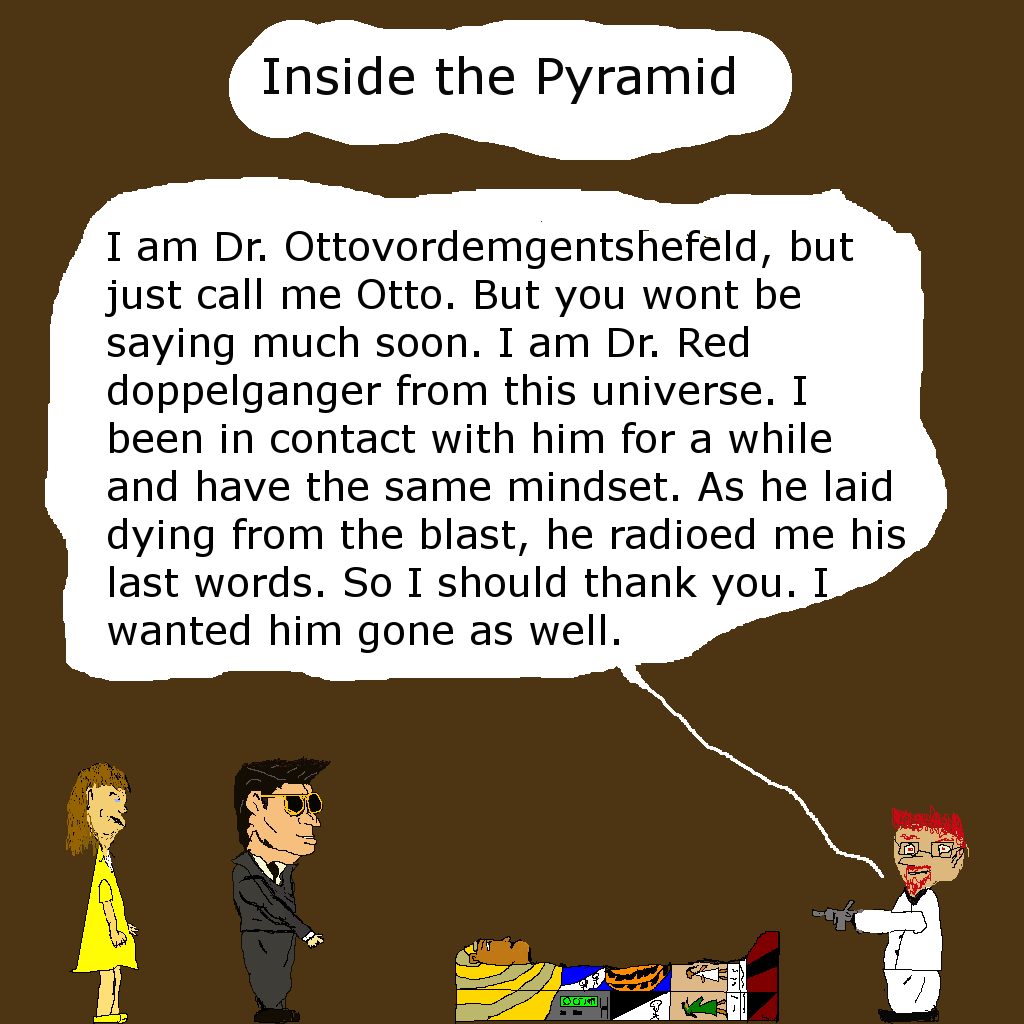 Inside the Pyramid
I am Dr. Ottovordemgentshefeld, but
just call me Otto. But you wont be
saying much soon. I am Dr. Red
doppelganger from this universe. I
been in contact with him for a while
and have the same mindset. As he laid
dying from the blast, he radioed me his
last words. So I should thank you. I
wanted him gone as well.